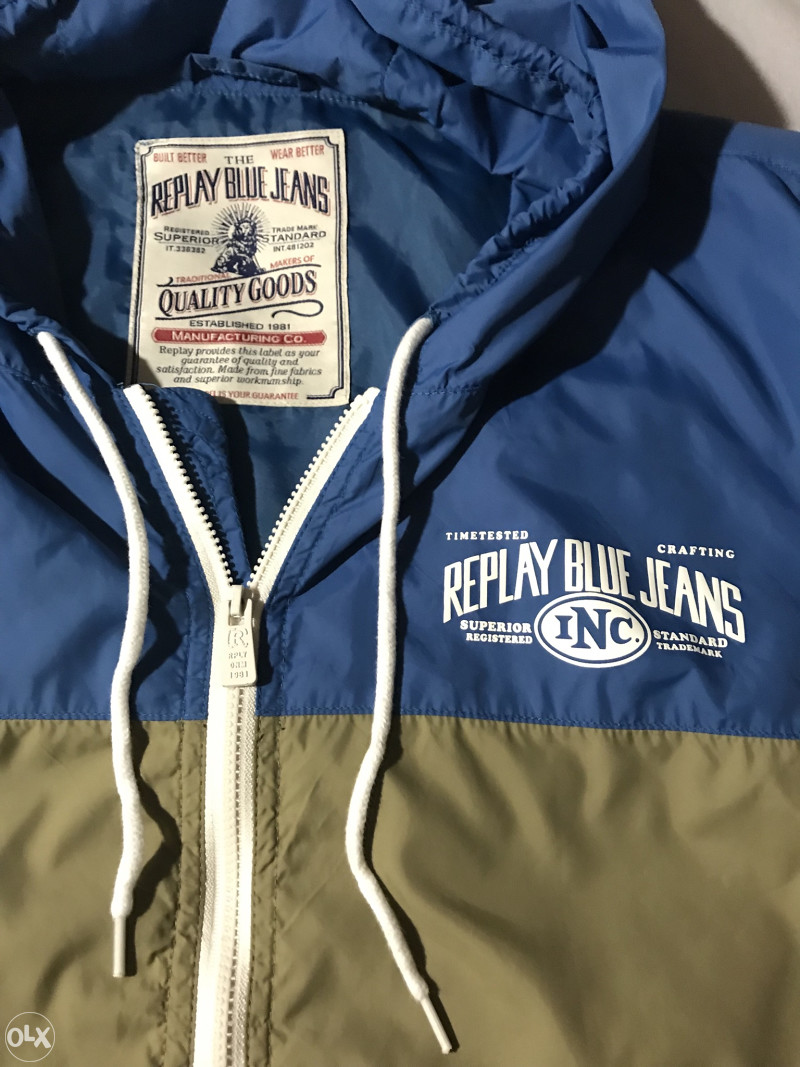 BUILT BETTER THE WEAR BETTER
REPLAY BLUE JEANS
REGISTERED TRADE MARK
SUPERIOR STANDARD
IT.338382 INT.481202
TRADITIONAL MAKERS OF
QUALITY GOODS
ESTABLISHED 1981
MANUFACTURING CO.
Replay provides this label as your
guarantee of quality and
satisfaction. Made from fine fabrics
and superior workmanship.
IS YOUR GUARANTEE
TIMETESTED CRAFTING
REPLAY BLUE JEANS
SUPERIOR INC. STANDARD
REGISTERED TRADEMARK
R
RPLY
1981
OLX